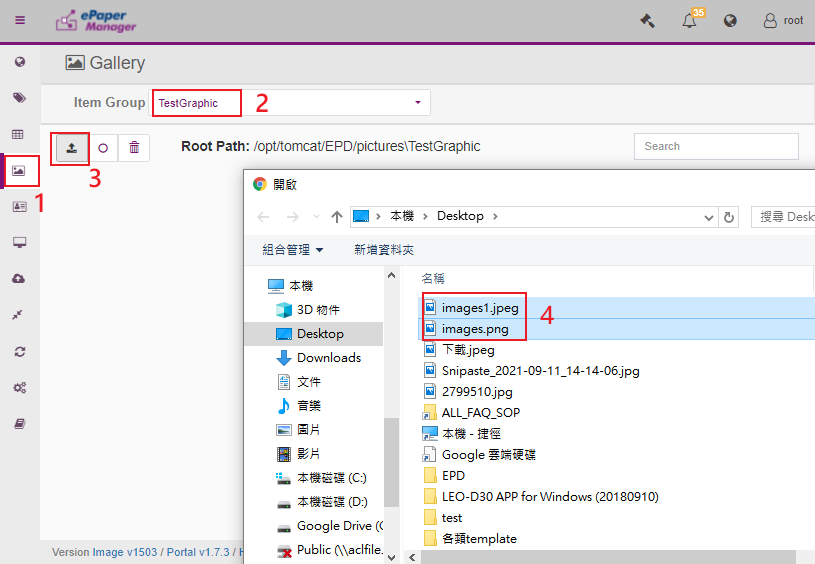 ePaper
Manager
35
root
Gallery
Item Group TestGraphic 2
Root Path: /opt/tomcat/EPD/pictures\TestGraphic
Search
3
1
開啟
本機 > Desktop >
搜尋 Desk
組合管理
新增資料夾
本機
3D 物件
Desktop
Downloads
文件
音樂
圖片
影片
本機磁碟 (C:)
本機磁碟 (D:)
Google Drive (
Public (\\aclfile.
名稱
images1.jpeg
images.png
4
下載.jpeg
Snipaste_2021-09-11_14-14-06.jpg
2799510.jpg
ALL_FAQ_SOP
本機 - 捷徑
Google 雲端硬碟
EPD
LEO-D30 APP for Windows (20180910)
test
各類template
Version Image v1503 / Portal v1.7.3 /